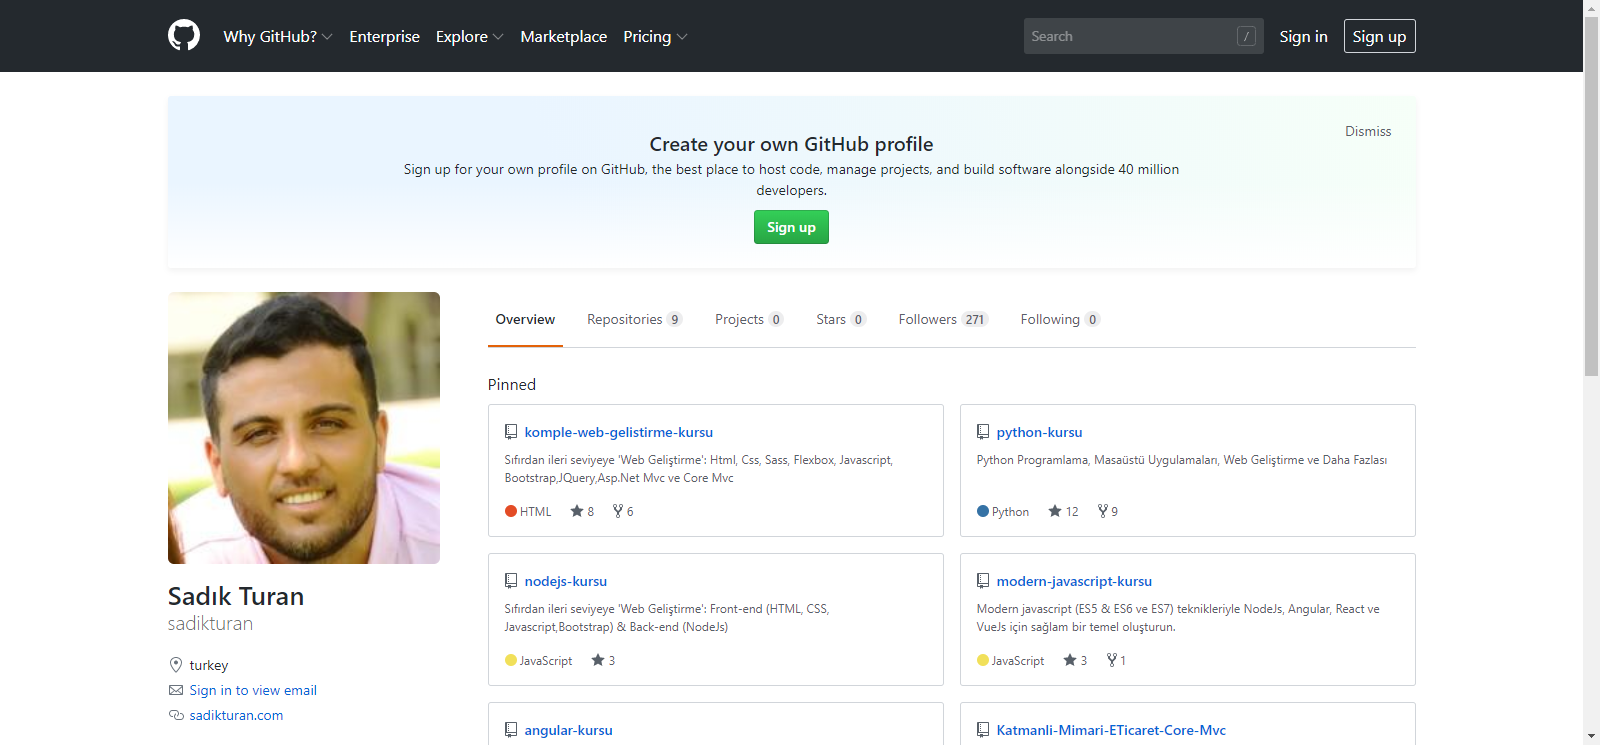 Why GitHub? Enterprise Explore Marketplace Pricing Search / Sign in Sign up
Dismiss
Create your own GitHub profile
Sign up for your own profile on GitHub, the best place to host code, manage projects, and build software alongside 40 million
developers.
Sign up
Overview Repositories 9 Projects 0 Stars 0 Followers 271 Following 0
Pinned
komple-web-gelistirme-kursu
Sıfırdan ileri seviyeye 'Web Geliştirme': Html, Css, Sass, Flexbox, Javascript,
Bootstrap,JQuery,Asp.Net Mvc ve Core Mvc
HTML 8 6
python-kursu
Python Programlama, Masaüstü Uygulamaları, Web Geliştirme ve Daha Fazlası
Python 12 9
nodejs-kursu
Sıfırdan ileri seviyeye 'Web Geliştirme': Front-end (HTML, CSS,
Javascript,Bootstrap) & Back-end (NodeJs)
JavaScript 3
modern-javascript-kursu
Modern javascript (ES5 & ES6 ve ES7) teknikleriyle NodeJs, Angular, React ve
VueJs için sağlam bir temel oluşturun.
JavaScript 3 1
angular-kursu
Katmanli-Mimari-ETicaret-Core-Mvc
Sadık Turan
sadikturan
turkey
Sign in to view email
sadikturan.com